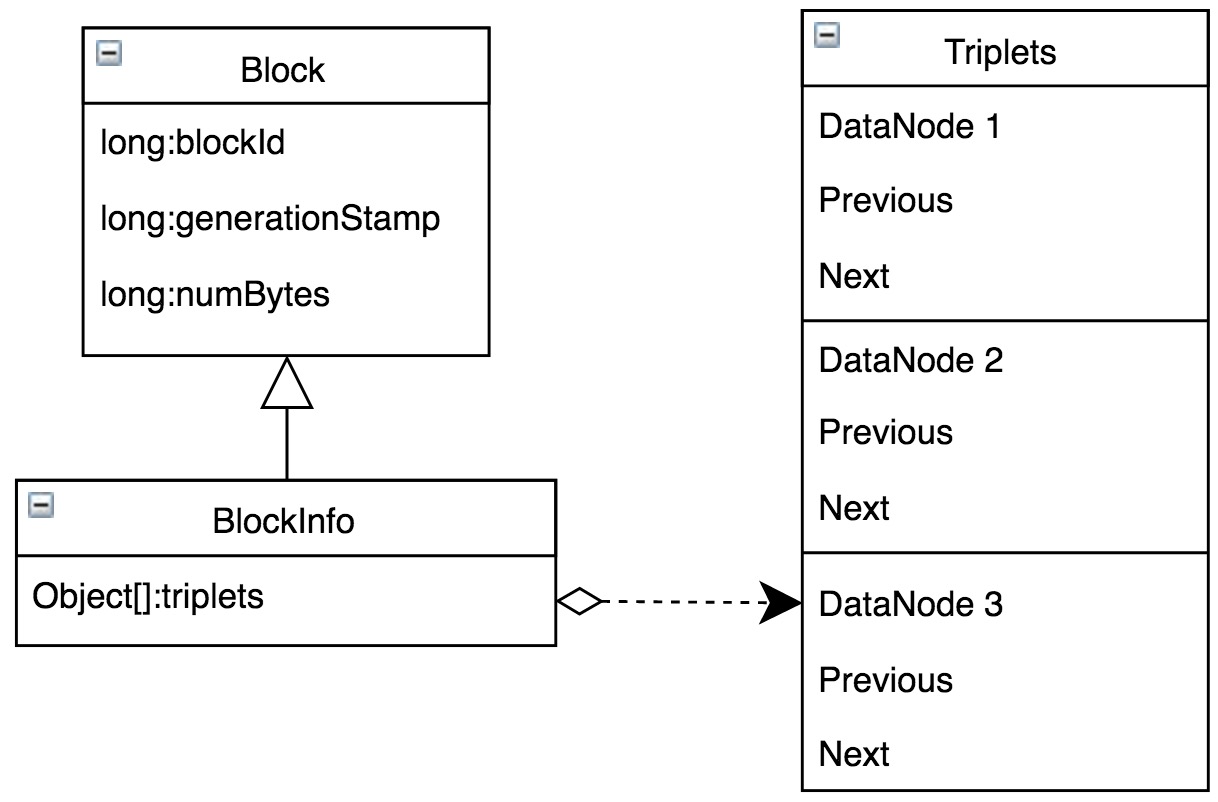 Block
long:blockId
long:generationStamp
long:numBytes
BlockInfo
Object[]:triplets
Triplets
DataNode 1
Previous
Next
DataNode 2
Previous
Next
DataNode 3
Previous
Next